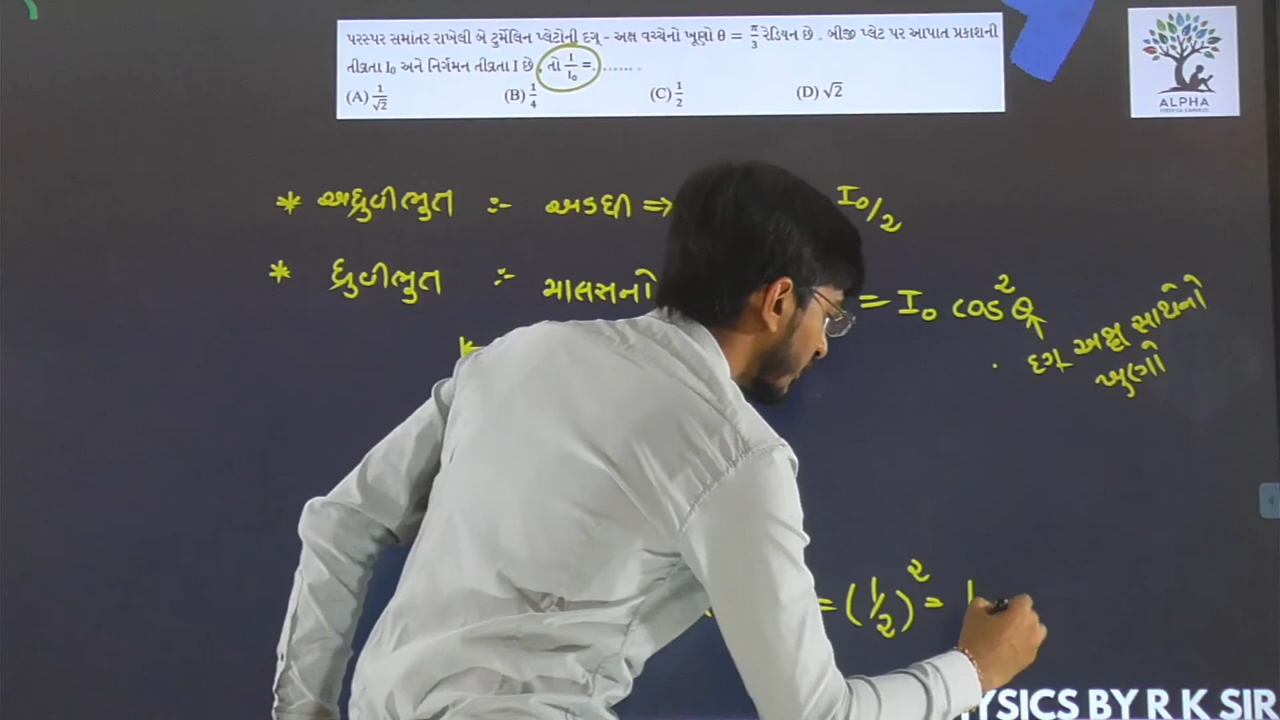 પરસ્પર સમાંતર રાખેલી બે ટુર્મેલિન પ્લેટોની દગ્ - અક્ષ વચ્ચેનો ખૂણો θ = π/3 રેડિયન છે . બીજી પ્લેટ પર આપાત પ્રકાશની
તીવ્રતા I₀ અને નિર્ગમન તીવ્રતા I છે , તો I/I₀ = ........
(A) 1/√2 (B) 1/4 (C) 1/2 (D) √2
ALPHA
* અધ્રુવીભુત :- અડધી ⇒ I₀/2
* ધ્રુવીભુત :- માલસનો = I₀ cos²θ
દગ્ અક્ષ સાથેનો
ખુણો
= (1/2)² = 1
YSICS BY R K SIR